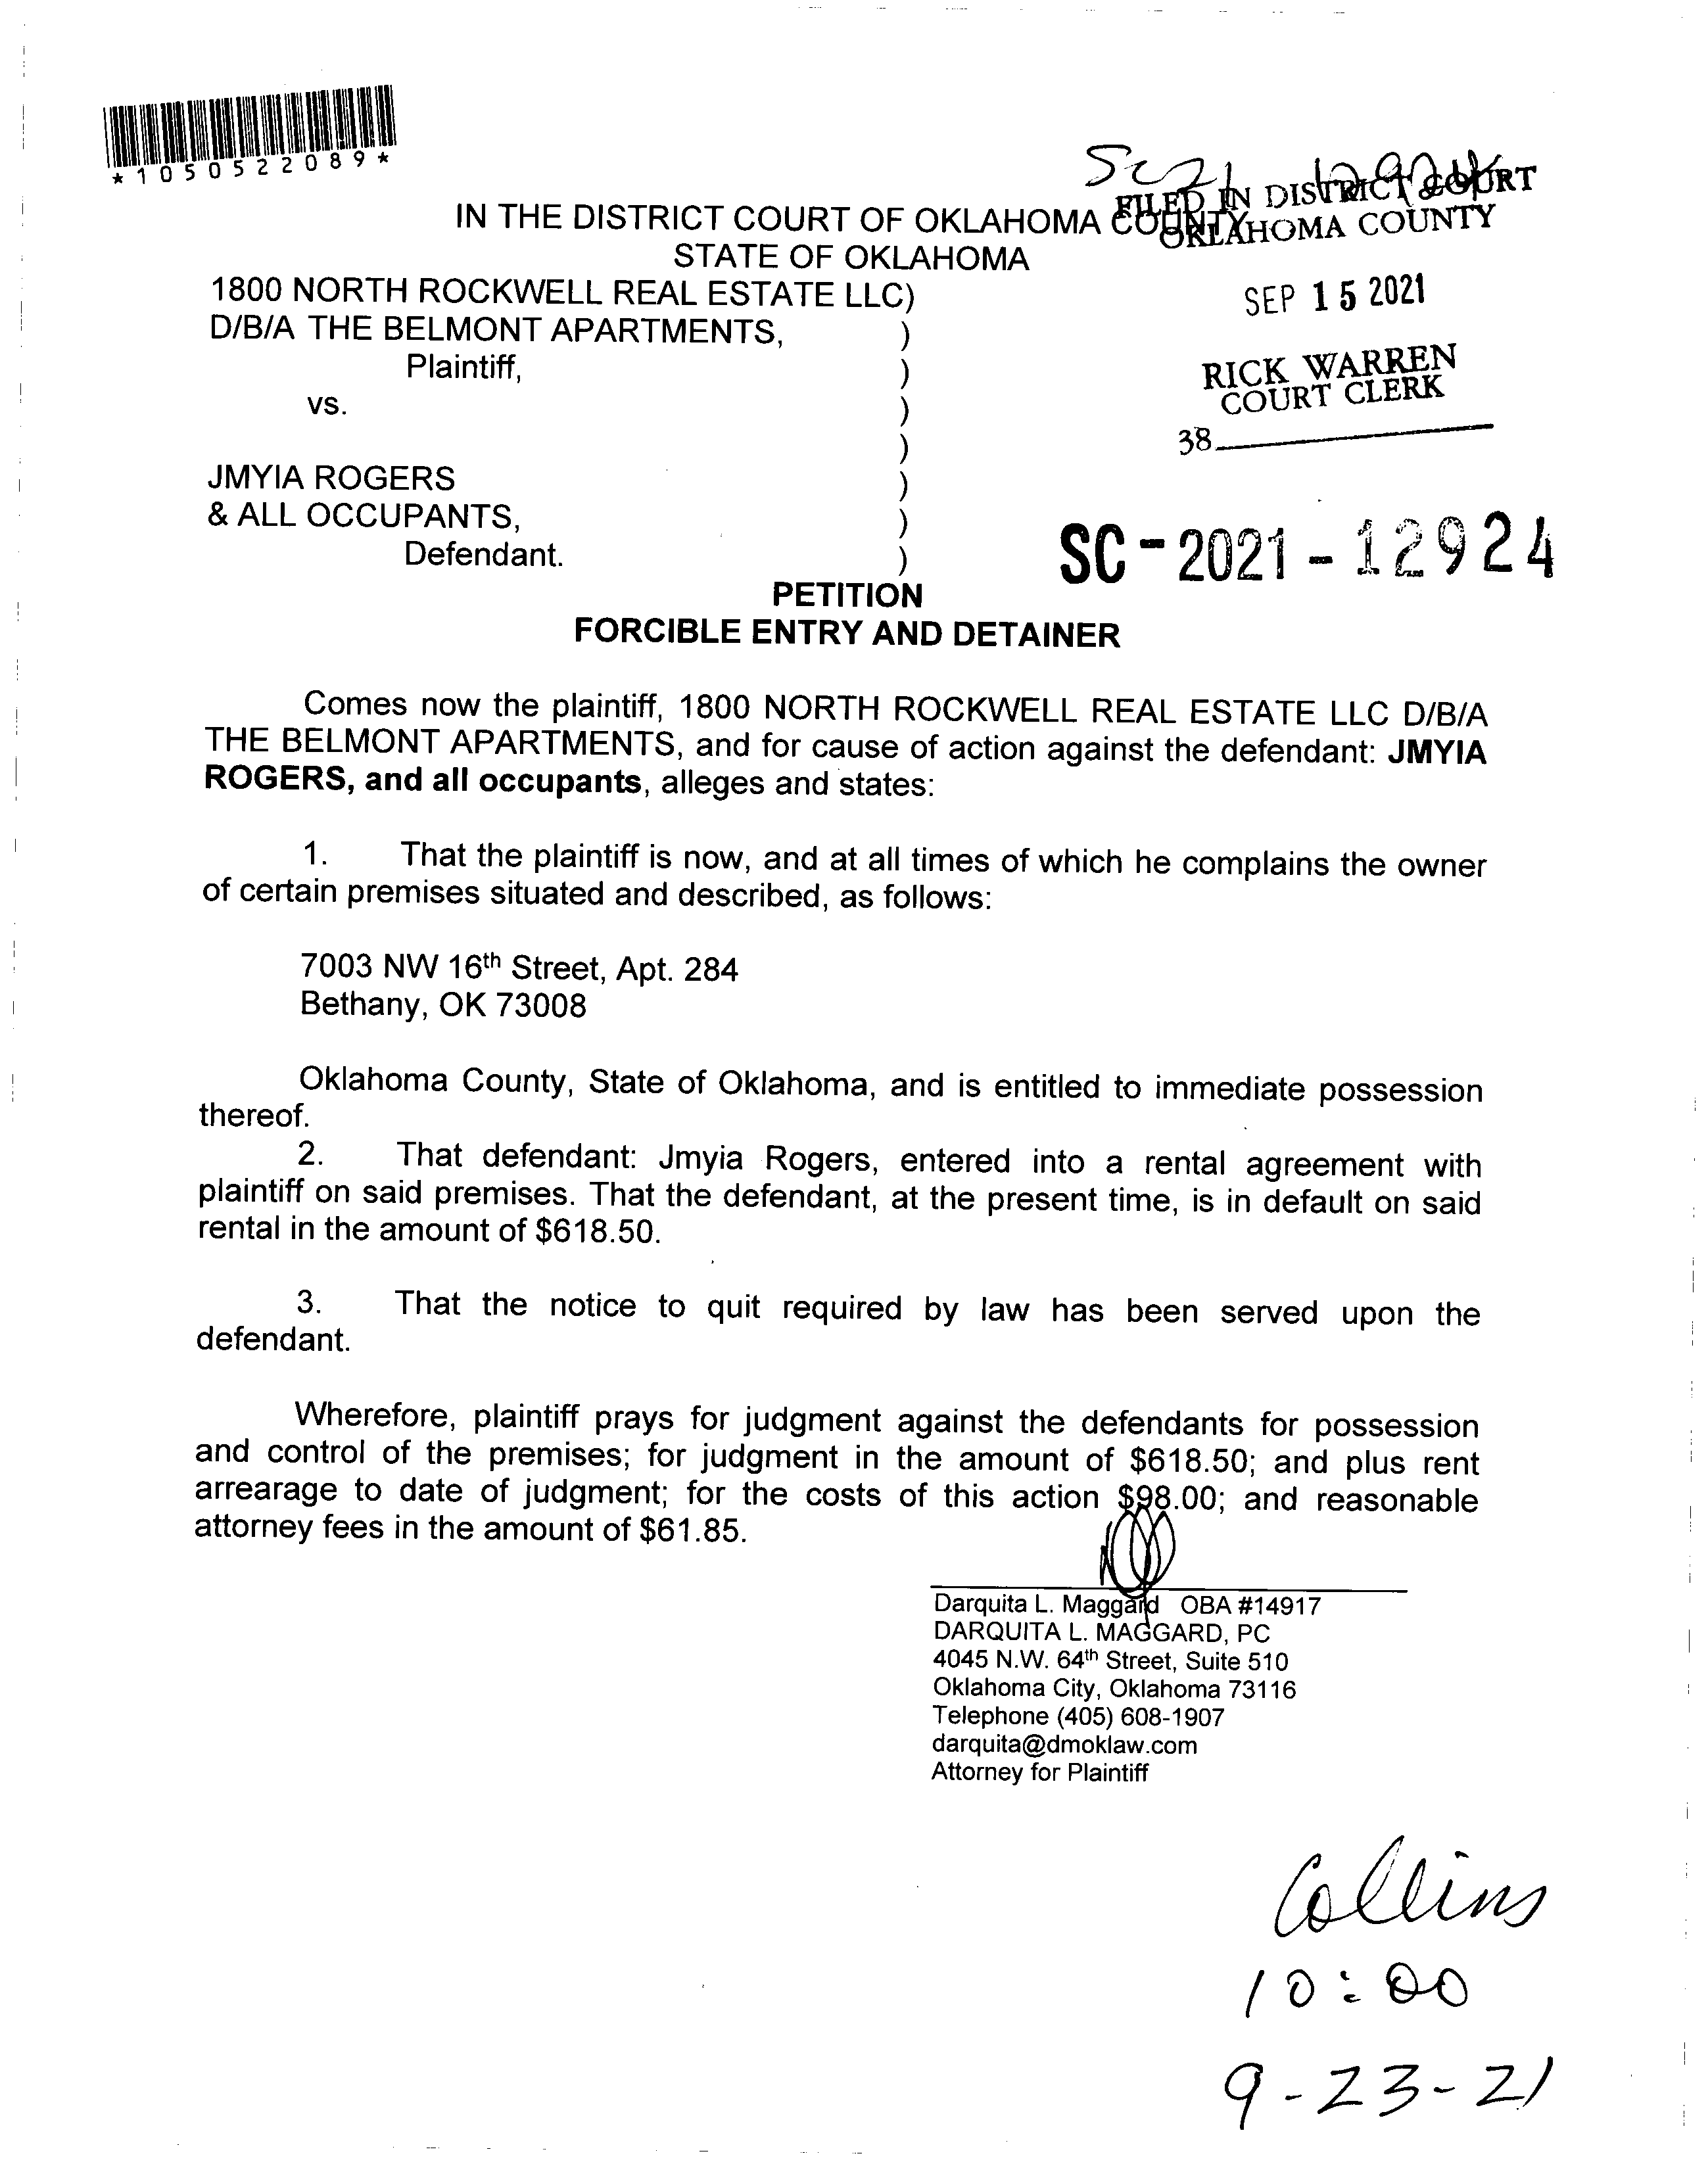 *1050522089*
SC21 12924
FILED IN DISTRICT COURT
OKLAHOMA COUNTY
IN THE DISTRICT COURT OF OKLAHOMA COUNTY
STATE OF OKLAHOMA
SEP 15 2021
RICK WARREN
COURT CLERK
38
1800 NORTH ROCKWELL REAL ESTATE LLC)
D/B/A THE BELMONT APARTMENTS, )
Plaintiff, )
vs. )
)
JMYIA ROGERS )
& ALL OCCUPANTS, )
Defendant. )
SC-2021-12924
PETITION
FORCIBLE ENTRY AND DETAINER
Comes now the plaintiff, 1800 NORTH ROCKWELL REAL ESTATE LLC D/B/A
THE BELMONT APARTMENTS, and for cause of action against the defendant: JMYIA
ROGERS, and all occupants, alleges and states:
1. That the plaintiff is now, and at all times of which he complains the owner
of certain premises situated and described, as follows:
7003 NW 16th Street, Apt. 284
Bethany, OK 73008
Oklahoma County, State of Oklahoma, and is entitled to immediate possession
thereof.
2. That defendant: Jmyia Rogers, entered into a rental agreement with
plaintiff on said premises. That the defendant, at the present time, is in default on said
rental in the amount of $618.50.
3. That the notice to quit required by law has been served upon the
defendant.
Wherefore, plaintiff prays for judgment against the defendants for possession
and control of the premises; for judgment in the amount of $618.50; and plus rent
arrearage to date of judgment; for the costs of this action $98.00; and reasonable
attorney fees in the amount of $61.85.
Darquita L. Maggard OBA #14917
DARQUITA L. MAGGARD, PC
4045 N.W. 64th Street, Suite 510
Oklahoma City, Oklahoma 73116
Telephone (405) 608-1907
darquita@dmoklaw.com
Attorney for Plaintiff
Collins
10:00
9-23-21